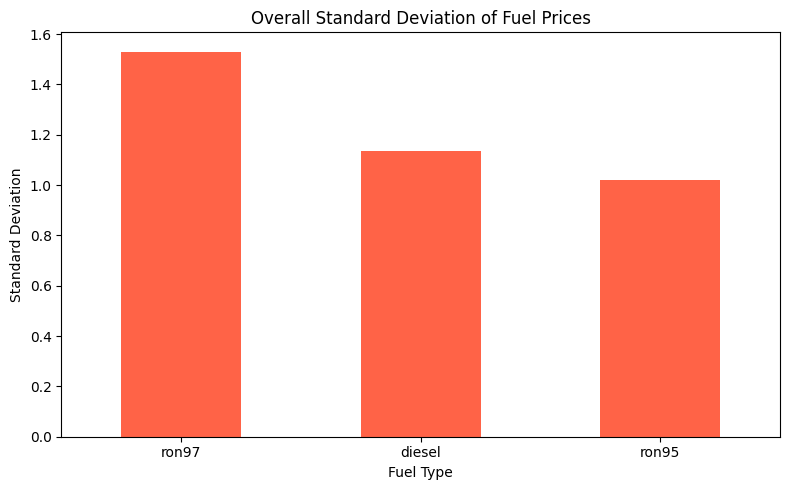 Overall Standard Deviation of Fuel Prices
1.6
1.4
1.2
1.0
0.8
0.6
0.4
0.2
0.0
Standard Deviation
ron97 diesel ron95
Fuel Type